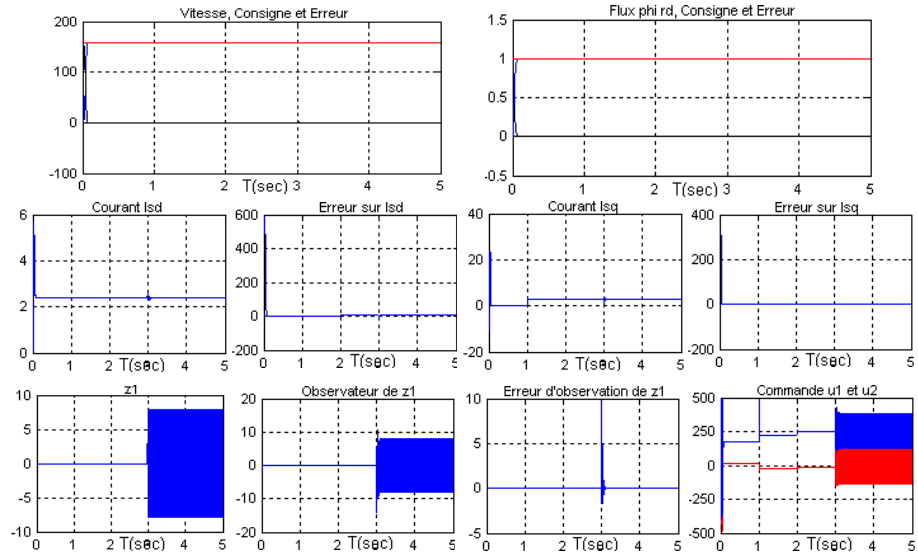 Vitesse, Consigne et Erreur
200
100
0
-100
0 1 2 T(sec) 3 4 5
Flux phi rd, Consigne et Erreur
1.5
1
0.5
0
-0.5
0 1 2 T(sec) 3 4 5
Courant Isd
6
4
2
0
0 1 2 T(sec) 4 5
Erreur sur Isd
600
400
200
0
-200
0 1 2 T(sec) 4 5
Courant Isq
40
20
0
-20
0 1 2 T(sec) 4 5
Erreur sur Isq
400
200
0
-200
0 1 2 T(sec) 4 5
z1
10
5
0
-5
-10
0 1 2 T(sec) 4 5
Observateur de z1
20
10
0
-10
-20
0 1 2 T(sec) 4 5
Erreur d'observation de z1
10
5
0
-5
0 1 2 T(sec) 4 5
Commande u1 et u2
500
250
0
-250
-500
0 1 2 T(sec) 4 5